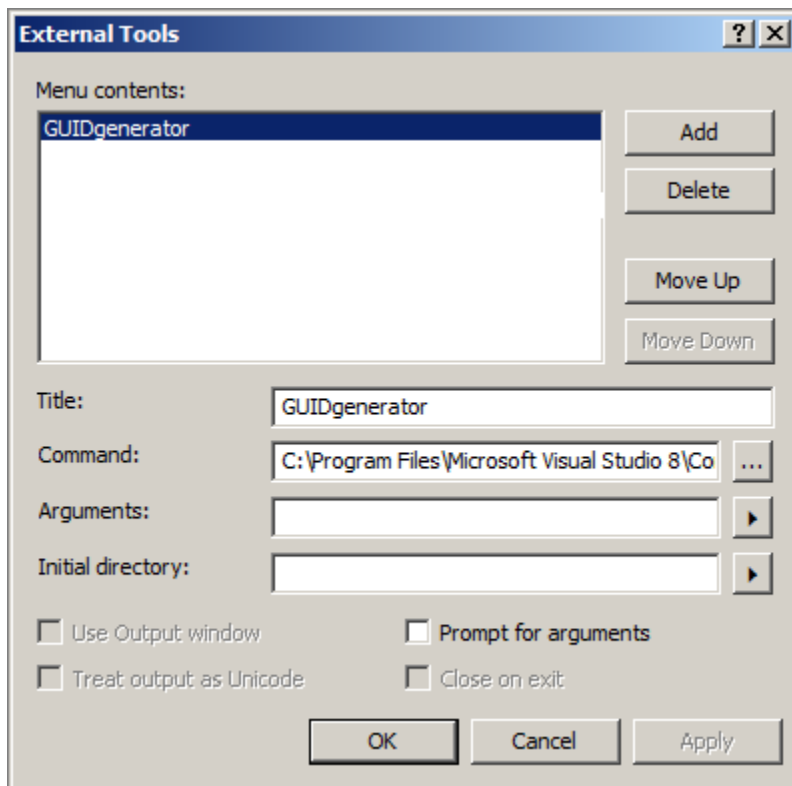 External Tools
Menu contents:
GUIDgenerator
Add
Delete
Move Up
Move Down
Title:
GUIDgenerator
Command:
C:\Program Files\Microsoft Visual Studio 8\Co
...
Arguments:
Initial directory:
Use Output window
Prompt for arguments
Treat output as Unicode
Close on exit
OK
Cancel
Apply